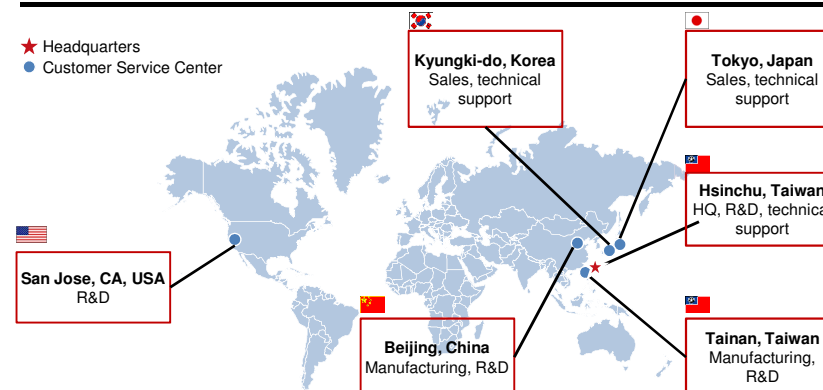 Headquarters
Customer Service Center
Kyungki-do, Korea
Sales, technical
support
Tokyo, Japan
Sales, technical
support
Hsinchu, Taiwan
HQ, R&D, technical
support
San Jose, CA, USA
R&D
Beijing, China
Manufacturing, R&D
Tainan, Taiwan
Manufacturing,
R&D